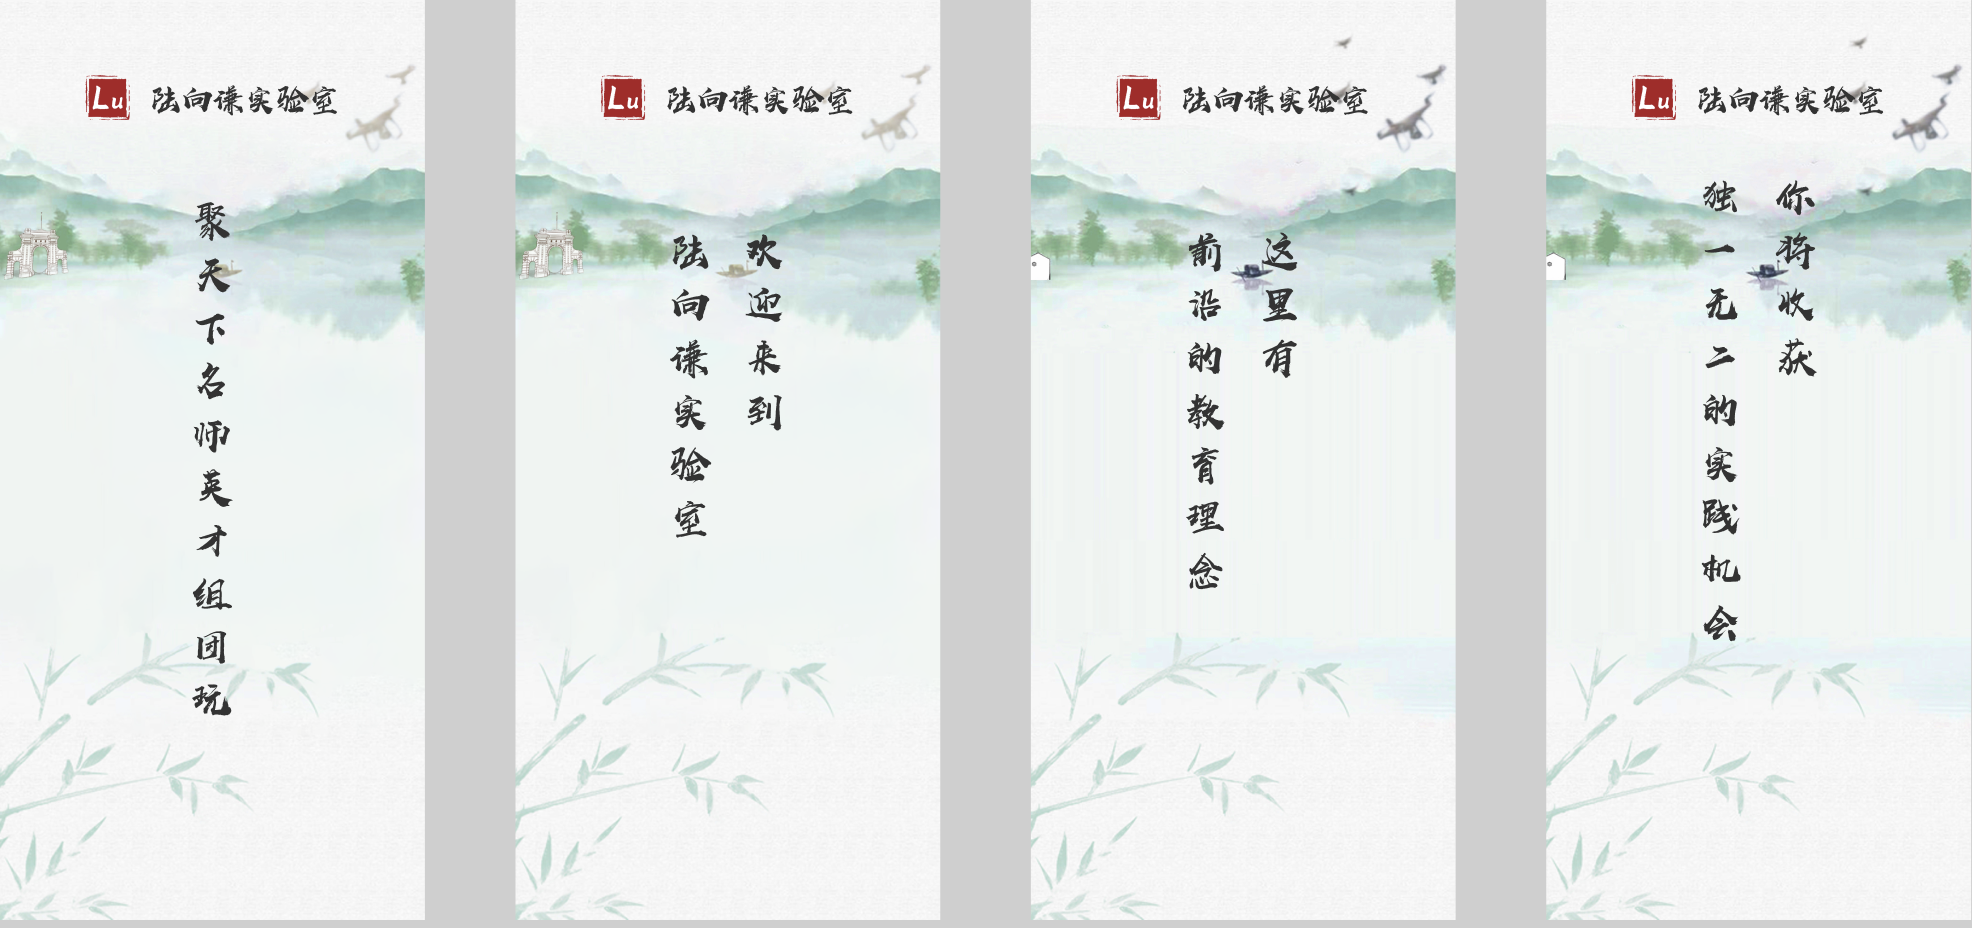 Lu 陆向谦实验室
聚天下名师英才组团玩
Lu 陆向谦实验室
欢迎来到
陆向谦实验室
Lu 陆向谦实验室
这里有
前沿的教育理念
Lu 陆向谦实验室
你将收获
独一无二的实践机会